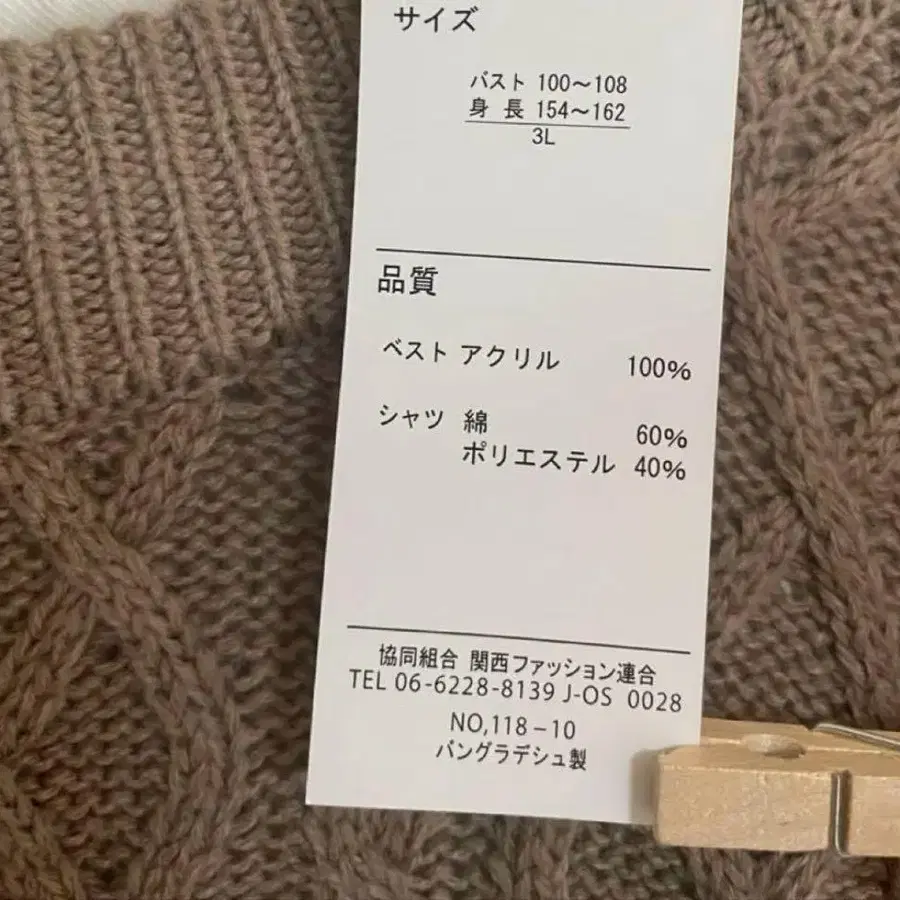 サイズ
バスト 100～108
身 長 154～162
3L
品質
ベスト アクリル 100%
シャツ 綿 60%
ポリエステル 40%
協同組合 関西ファッション連合
TEL 06-6228-8139 J-OS 0028
NO,118－10
バングラデシュ製